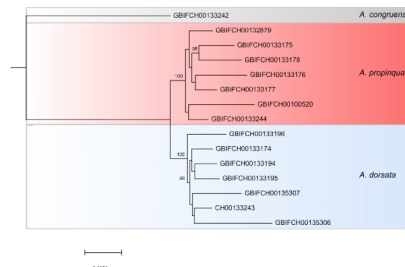 GBIFCH00133242
A. congruens
GBIFCH00132879
GBIFCH00133175
98
GBIFCH00133178
100
GBIFCH00133176
A. propinqua
GBIFCH00133177
GBIFCH00100520
GBIFCH00133244
GBIFCH00133196
GBIFCH00133174
100
GBIFCH00133194
A. dorsata
GBIFCH00133195
GBIFCH00135307
CH00133243
GBIFCH00135306